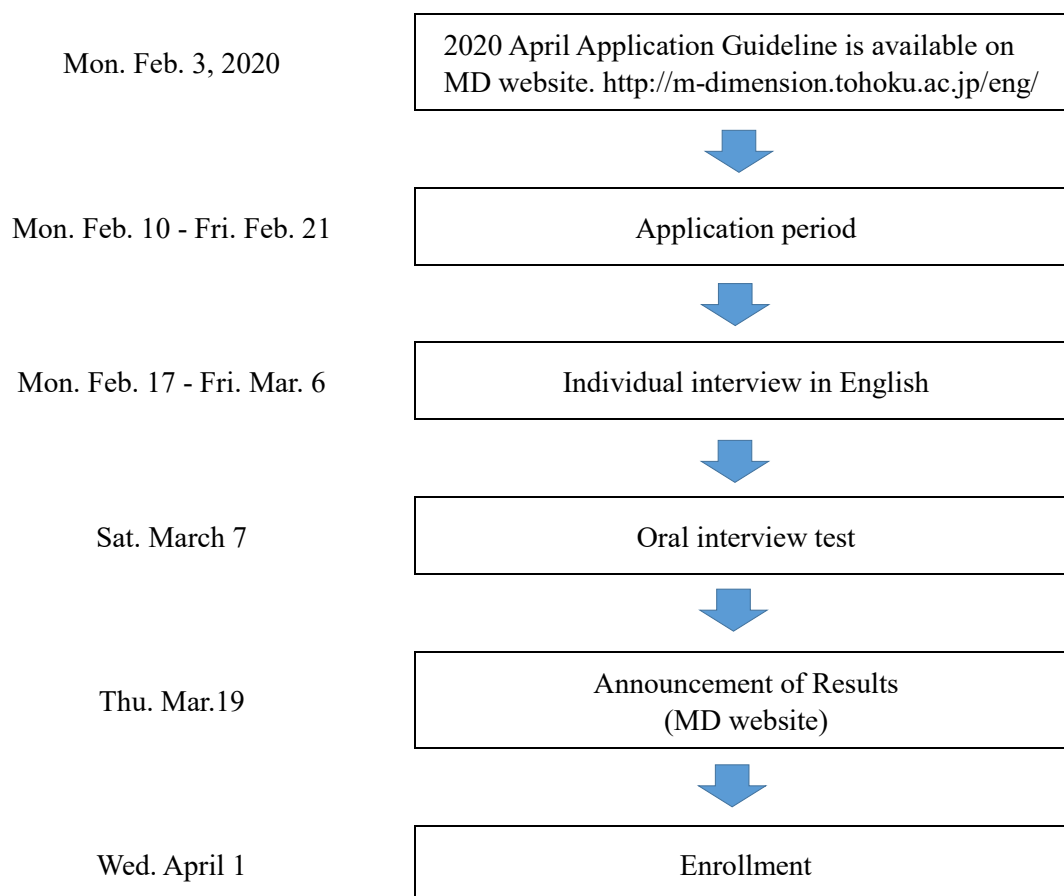 Mon. Feb. 3, 2020
2020 April Application Guideline is available on
MD website. http://m-dimension.tohoku.ac.jp/eng/
Mon. Feb. 10 - Fri. Feb. 21
Application period
Mon. Feb. 17 - Fri. Mar. 6
Individual interview in English
Sat. March 7
Oral interview test
Thu. Mar.19
Announcement of Results
(MD website)
Wed. April 1
Enrollment